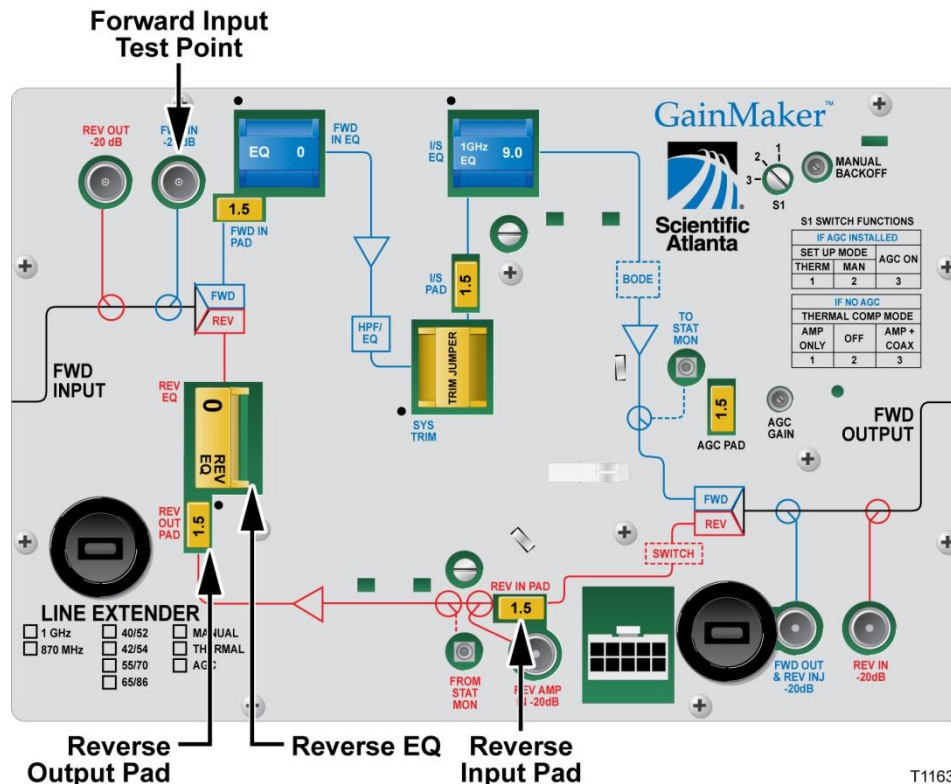 Forward Input
Test Point
GainMaker™
REV OUT
-20 dB
FWD IN
EQ 0
FWD
IN EQ
I/S
EQ
1GHz
EQ 9.0
1
2
3
S1
MANUAL
BACKOFF
1.5
FWD IN
PAD
Scientific
Atlanta
S1 SWITCH FUNCTIONS
IF AGC INSTALLED
SET UP MODE
AGC ON
THERM MAN
1 2 3
I/S
PAD
1.5
BODE
FWD
REV
HPF/
EQ
TRIM JUMPER
TO
STAT
MON
IF NO AGC
THERMAL COMP MODE
AMP
ONLY
OFF
AMP +
COAX
1 2 3
FWD
INPUT
REV
EQ
0
REV
EQ
SYS
TRIM
1.5
AGC PAD
AGC
GAIN
FWD
OUTPUT
REV
OUT
PAD
1.5
FWD
REV
SWITCH
REV IN PAD
1.5
LINE EXTENDER
1 GHz 40/52 MANUAL
870 MHz 42/54 THERMAL
55/70 AGC
65/86
FROM
STAT
MON
REV AMP
IN -20dB
FWD OUT
& REV INJ
-20dB
REV IN
-20dB
Reverse
Output Pad
Reverse EQ
Reverse
Input Pad